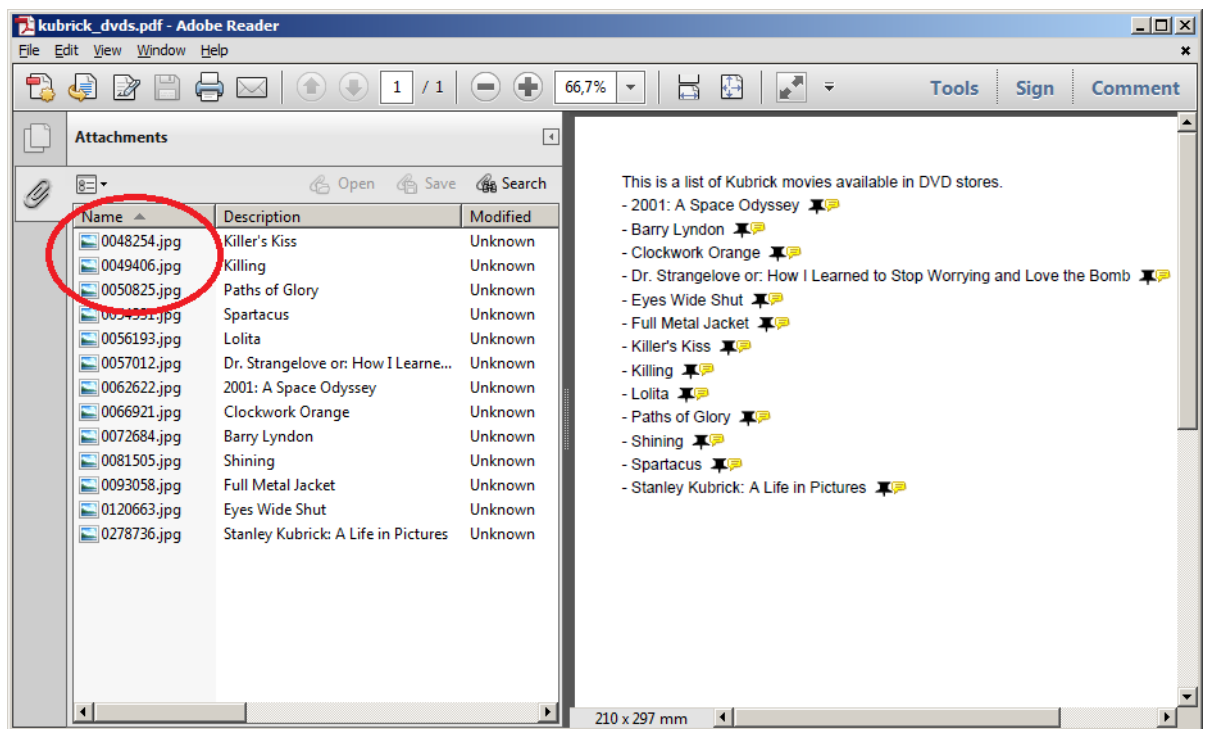 kubrick_dvds.pdf - Adobe Reader
File Edit View Window Help
1 / 1 66,7% Tools Sign Comment
Attachments
Open Save Search
Name Description Modified
0048254.jpg Killer's Kiss Unknown
0049406.jpg Killing Unknown
0050825.jpg Paths of Glory Unknown
Spartacus Unknown
0056193.jpg Lolita Unknown
0057012.jpg Dr. Strangelove or: How I Learne... Unknown
0062622.jpg 2001: A Space Odyssey Unknown
0066921.jpg Clockwork Orange Unknown
0072684.jpg Barry Lyndon Unknown
0081505.jpg Shining Unknown
0093058.jpg Full Metal Jacket Unknown
0120663.jpg Eyes Wide Shut Unknown
0278736.jpg Stanley Kubrick: A Life in Pictures Unknown
This is a list of Kubrick movies available in DVD stores.
- 2001: A Space Odyssey
- Barry Lyndon
- Clockwork Orange
- Dr. Strangelove or: How I Learned to Stop Worrying and Love the Bomb
- Eyes Wide Shut
- Full Metal Jacket
- Killer's Kiss
- Killing
- Lolita
- Paths of Glory
- Shining
- Spartacus
- Stanley Kubrick: A Life in Pictures
210 x 297 mm